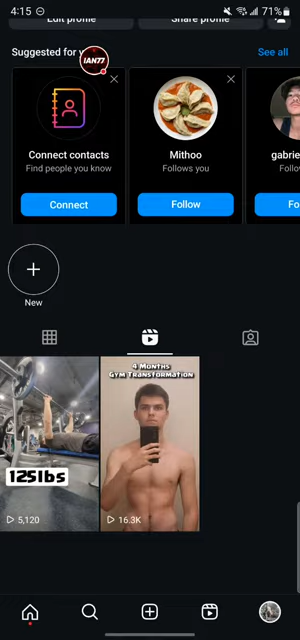 4:15
71%
Edit profile
Share profile
Suggested for y
IAN77
See all
Connect contacts
Find people you know
Connect
Mithoo
Follows you
Follow
gabrie
Follo
Fo
New
125lbs
5,120
4 Months
Gym Transformation
16.3K